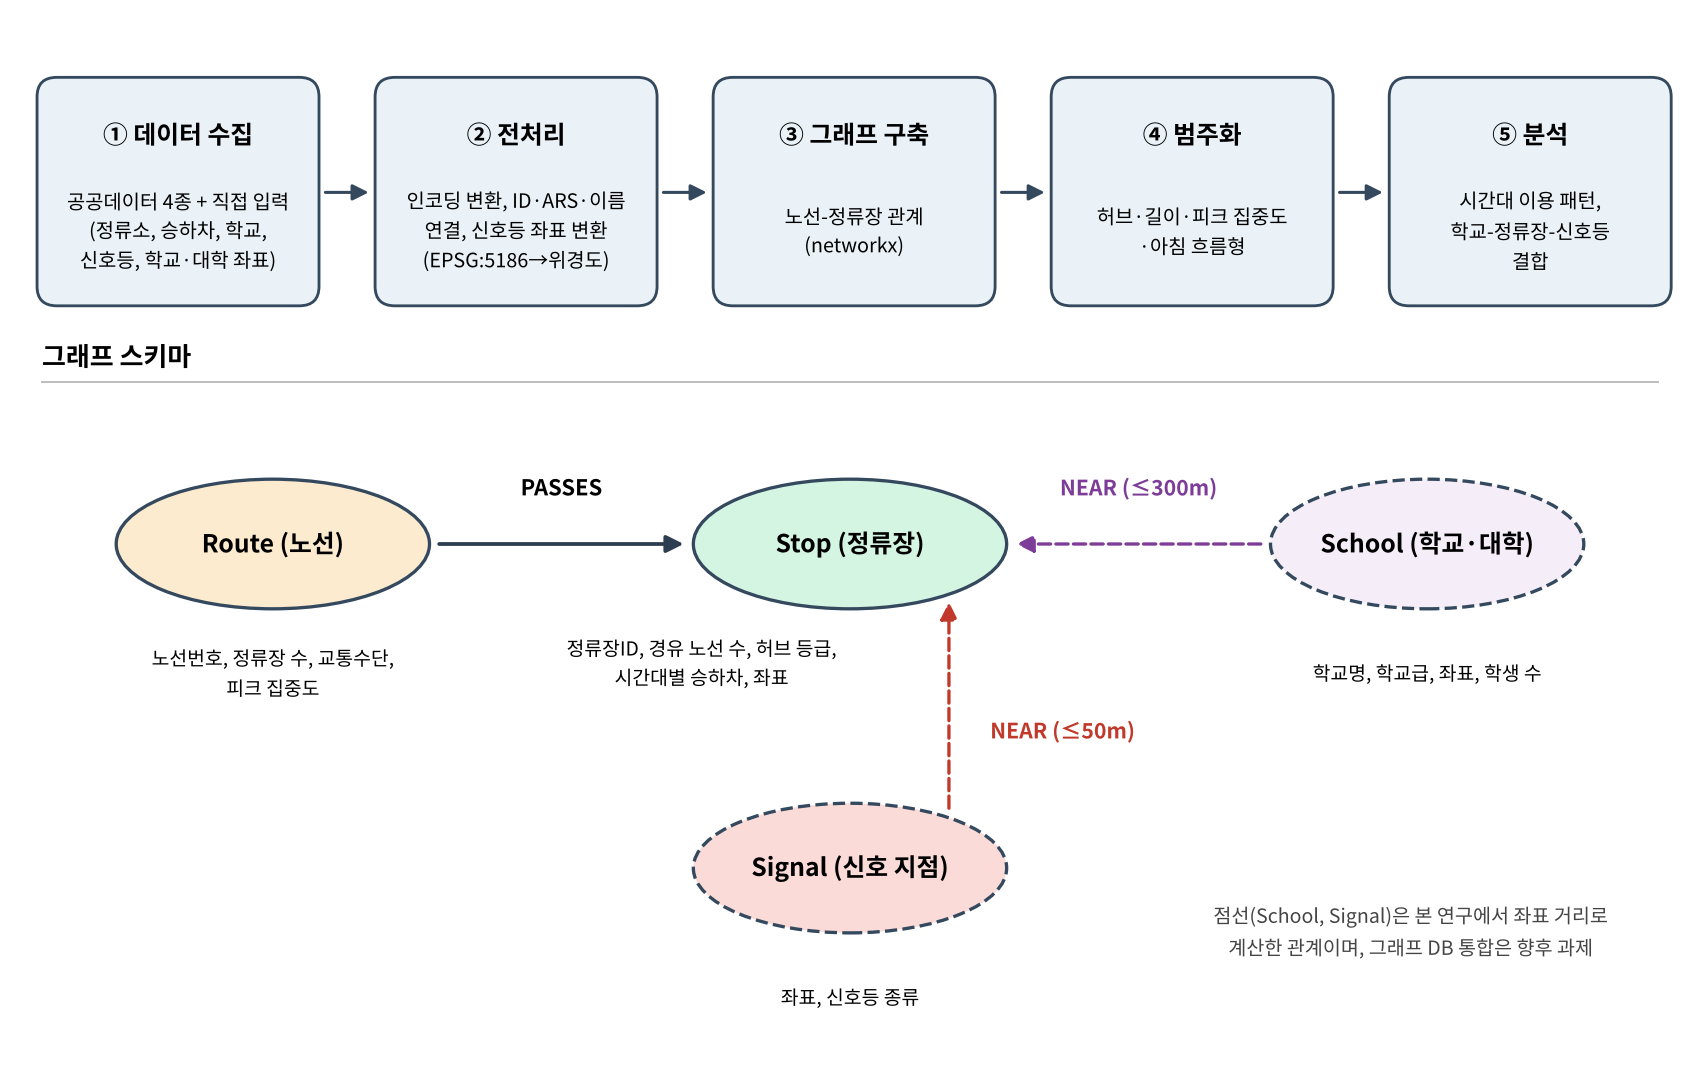 ① 데이터 수집
공공데이터 4종 + 직접 입력
(정류소, 승하차, 학교,
신호등, 학교·대학 좌표)
② 전처리
인코딩 변환, ID·ARS·이름
연결, 신호등 좌표 변환
(EPSG:5186→위경도)
③ 그래프 구축
노선-정류장 관계
(networkx)
④ 범주화
허브·길이·피크 집중도
·아침 흐름형
⑤ 분석
시간대 이용 패턴,
학교-정류장-신호등
결합
그래프 스키마
PASSES
NEAR (≤300m)
Route (노선)
Stop (정류장)
School (학교·대학)
노선번호, 정류장 수, 교통수단,
피크 집중도
정류장ID, 경유 노선 수, 허브 등급,
시간대별 승하차, 좌표
학교명, 학교급, 좌표, 학생 수
NEAR (≤50m)
Signal (신호 지점)
점선(School, Signal)은 본 연구에서 좌표 거리로
계산한 관계이며, 그래프 DB 통합은 향후 과제
좌표, 신호등 종류